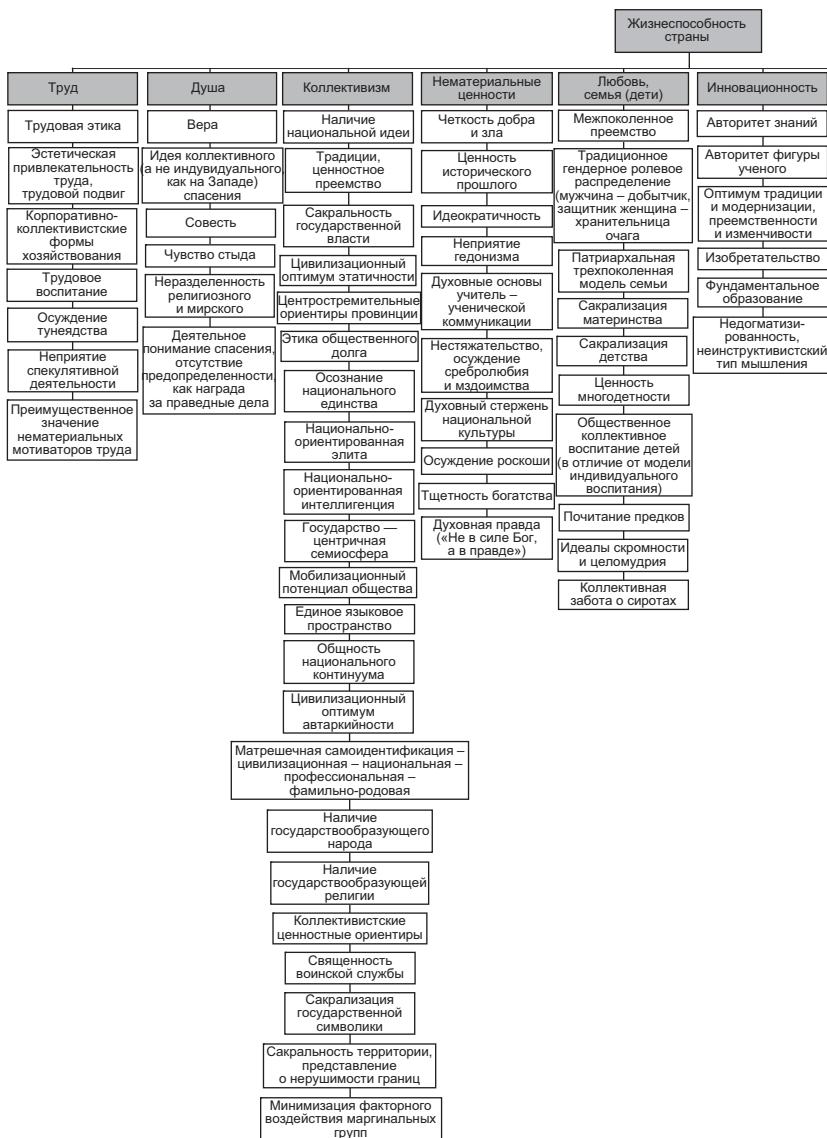 Жизнеспособность
страны
Труд
Трудовая этика
Эстетическая
привлекательность
труда,
трудовой подвиг
Корпоративно-
коллективистские
формы
хозяйствования
Трудовое
воспитание
Осуждение
тунеядства
Неприятие
спекулятивной
деятельности
Преимущественное
значение
нематериальных
мотиваторов труда
Душа
Вера
Идея коллективного
(а не индувидуального,
как на Западе)
спасения
Совесть
Чувство стыда
Неразделенность
религиозного
и мирского
Деятельное
понимание спасения,
отсутствие
предопределенности,
как награда
за праведные дела
Коллективизм
Наличие
национальной идеи
Традиции,
ценностное
преемство
Сакральность
государственной
власти
Цивилизационный
оптимум этатичности
Центростремительные
ориентиры провинции
Этика общественного
долга
Осознание
национального
единства
Национально-
ориентированная
элита
Национально-
ориентированная
интеллигенция
Государство —
центричная
семиосфера
Мобилизационный
потенциал общества
Единое языковое
пространство
Общность
национального
континуума
Цивилизационный
оптимум
автаркийности
Матрешечная самоидентификация –
цивилизационная – национальная –
профессиональная –
фамильно-родовая
Наличие
государствообразующего
народа
Наличие
государствообразующей
религии
Коллективистские
ценностные ориентиры
Священность
воинской службы
Сакрализация
государственной
символики
Сакральность территории,
представление
о нерушимости границ
Минимизация факторного
воздействия маргинальных
групп
Нематериальные
ценности
Четкость добра
и зла
Ценность
исторического
прошлого
Идеократичность
Неприятие
гедонизма
Духовные основы
учитель –
ученической
коммуникации
Нестяжательство,
осуждение
сребролюбия
и мздоимства
Духовный стержень
национальной
культуры
Осуждение роскоши
Тщетность богатства
Духовная правда
(«Не в силе Бог,
а в правде»)
Любовь,
семья (дети)
Межпоколенное
преемство
Традиционное
гендерное ролевое
распределение
(мужчина – добытчик,
защитник женщина –
хранительница
очага
Патриархальная
трехпоколенная
модель семьи
Сакрализация
материнства
Сакрализация
детства
Ценность
многодетности
Общественное
коллективное
воспитание детей
(в отличие от модели
индивидуального
воспитания)
Почитание предков
Идеалы скромности
и целомудрия
Коллективная
забота о сиротах
Инновационность
Авторитет знаний
Авторитет фигуры
ученого
Оптимум традиции
и модернизации,
преемственности
и изменчивости
Изобретательство
Фундаментальное
образование
Недогматизи-
рованность,
неинструктивистский
тип мышления